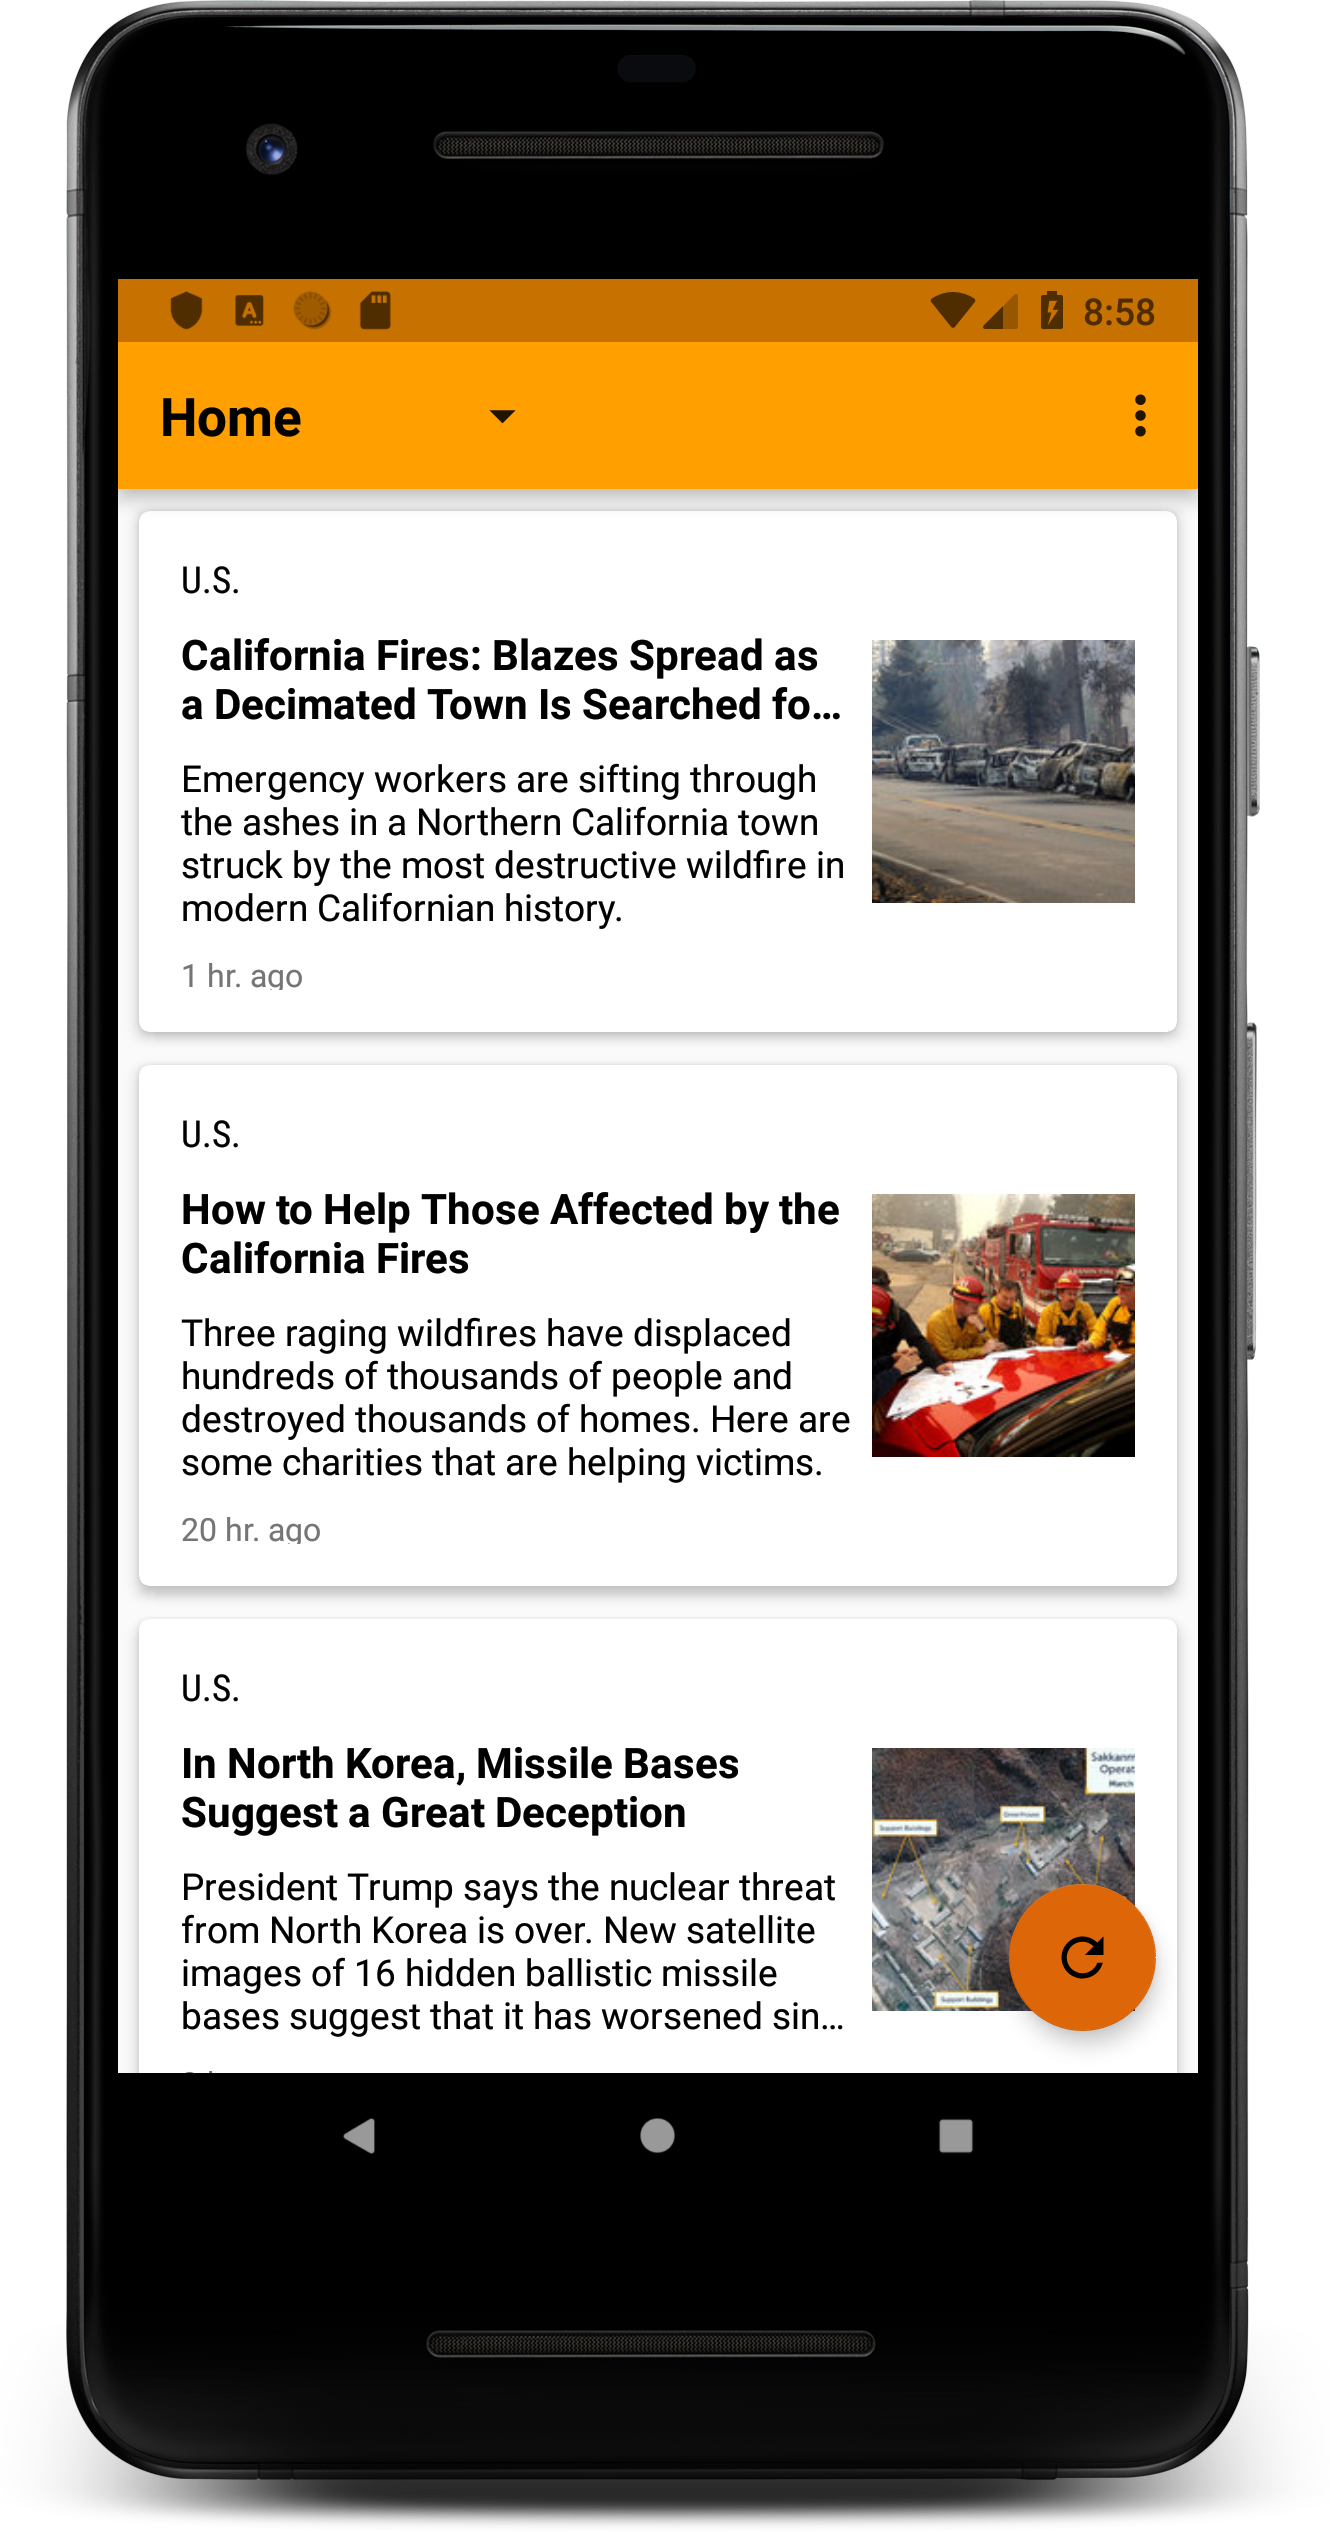 8:58
Home
U.S.
California Fires: Blazes Spread as
a Decimated Town Is Searched fo…
Emergency workers are sifting through
the ashes in a Northern California town
struck by the most destructive wildfire in
modern Californian history.
1 hr. ago
U.S.
How to Help Those Affected by the
California Fires
Three raging wildfires have displaced
hundreds of thousands of people and
destroyed thousands of homes. Here are
some charities that are helping victims.
20 hr. ago
U.S.
In North Korea, Missile Bases
Suggest a Great Deception
President Trump says the nuclear threat
from North Korea is over. New satellite
images of 16 hidden ballistic missile
bases suggest that it has worsened sin…
Support Buildings
Support Buildings
March